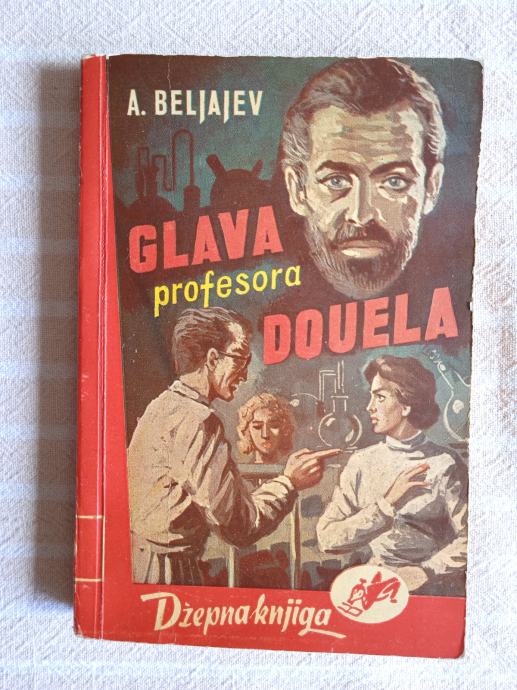 A. BELJAJEV
GLAVA
profesora
DOUELA
Džepna knjiga